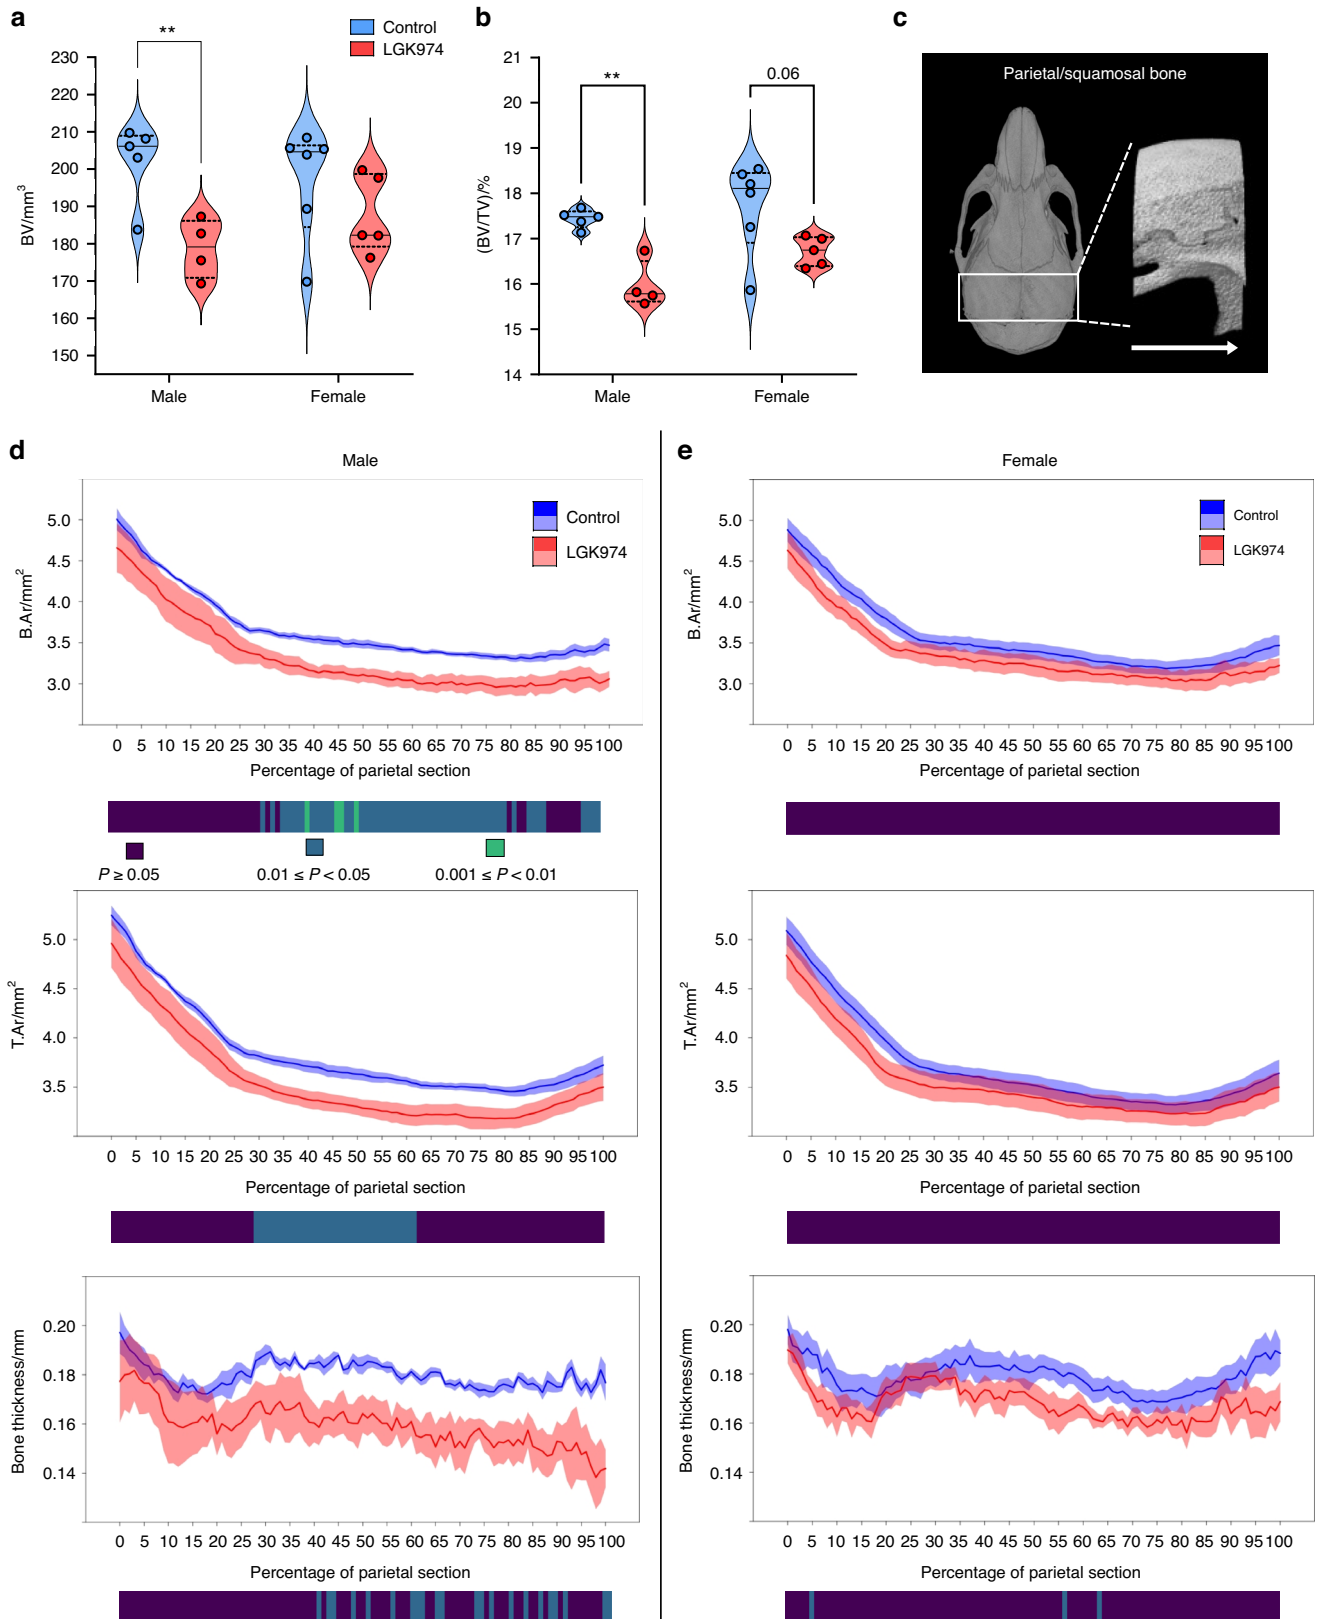 a
**
Control
LGK974
BV/mm³
230
220
210
200
190
180
170
160
150
Male
Female
b
**
0.06
(BV/TV)/%
21
20
19
18
17
16
15
14
Male
Female
c
Parietal/squamosal bone
d
Male
Control
LGK974
B.Ar/mm²
5.0
4.5
4.0
3.5
3.0
0 5 10 15 20 25 30 35 40 45 50 55 60 65 70 75 80 85 90 95 100
Percentage of parietal section
P ≥ 0.05
0.01 ≤ P < 0.05
0.001 ≤ P < 0.01
T.Ar/mm²
5.0
4.5
4.0
3.5
0 5 10 15 20 25 30 35 40 45 50 55 60 65 70 75 80 85 90 95 100
Percentage of parietal section
Bone thickness/mm
0.20
0.18
0.16
0.14
0 5 10 15 20 25 30 35 40 45 50 55 60 65 70 75 80 85 90 95 100
Percentage of parietal section
e
Female
Control
LGK974
B.Ar/mm²
5.0
4.5
4.0
3.5
3.0
0 5 10 15 20 25 30 35 40 45 50 55 60 65 70 75 80 85 90 95 100
Percentage of parietal section
T.Ar/mm²
5.0
4.5
4.0
3.5
0 5 10 15 20 25 30 35 40 45 50 55 60 65 70 75 80 85 90 95 100
Percentage of parietal section
Bone thickness/mm
0.20
0.18
0.16
0.14
0 5 10 15 20 25 30 35 40 45 50 55 60 65 70 75 80 85 90 95 100
Percentage of parietal section